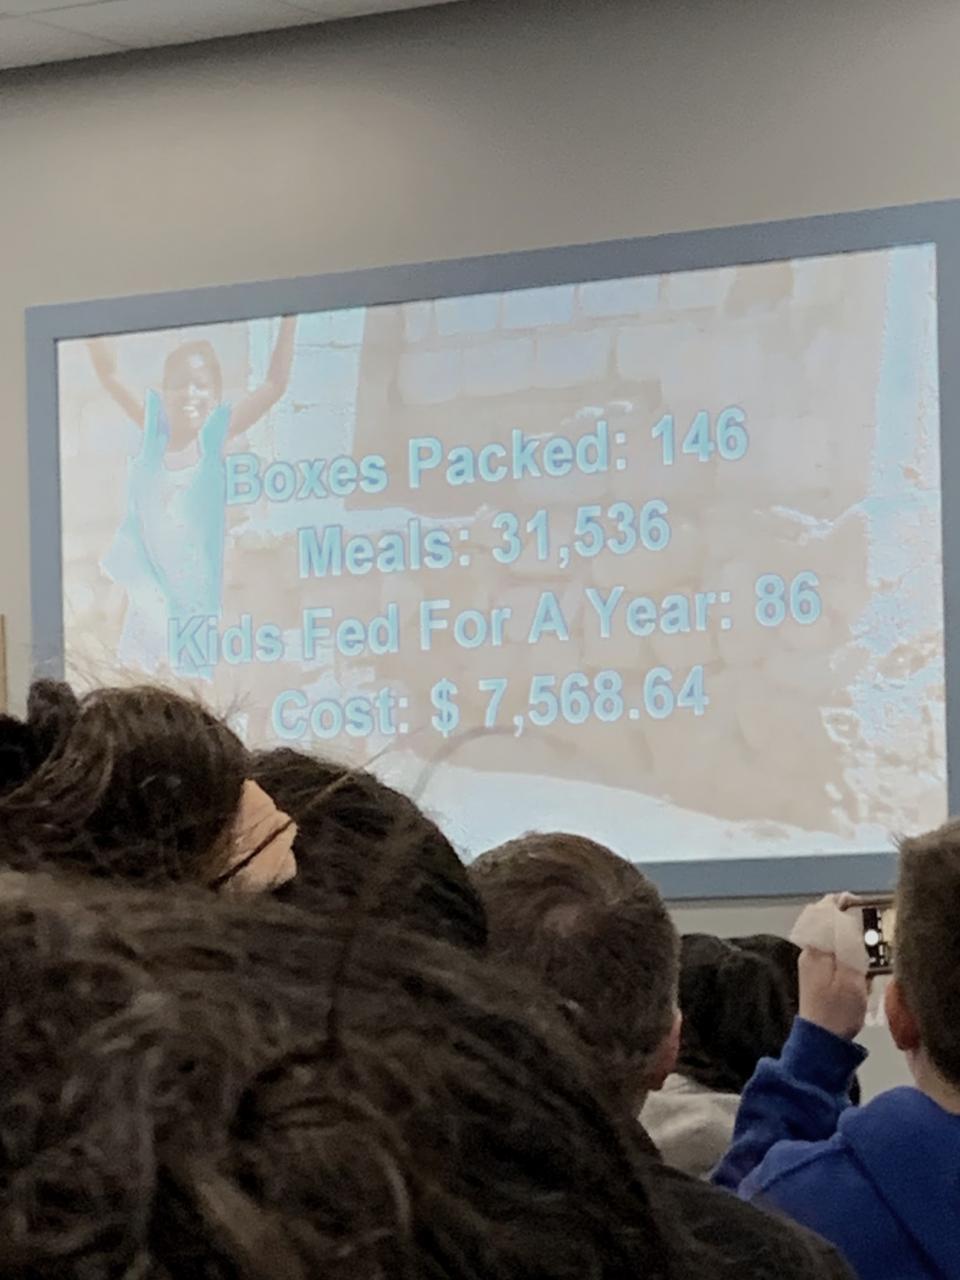 Boxes Packed: 146
Meals: 31,536
Kids Fed For A Year: 86
Cost: $ 7,568.64